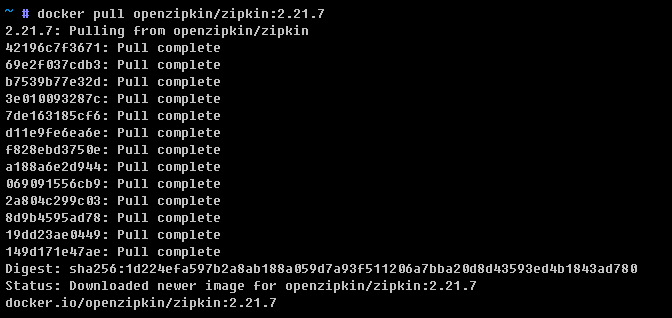 ~ # docker pull openzipkin/zipkin:2.21.7
2.21.7: Pulling from openzipkin/zipkin
42196c7f3671: Pull complete
69e2f037cdb3: Pull complete
b7539b77e32d: Pull complete
3e010093287c: Pull complete
7de163185cf6: Pull complete
d11e9fe6ea6e: Pull complete
f828ebd3750e: Pull complete
a188a6e2d944: Pull complete
069091556cb9: Pull complete
2a804c299c03: Pull complete
8d9b4595ad78: Pull complete
19dd23ae0449: Pull complete
149d171e47ae: Pull complete
Digest: sha256:1d224efa597b2a8ab188a059d7a93f511206a7bba20d8d43593ed4b1843ad780
Status: Downloaded newer image for openzipkin/zipkin:2.21.7
docker.io/openzipkin/zipkin:2.21.7